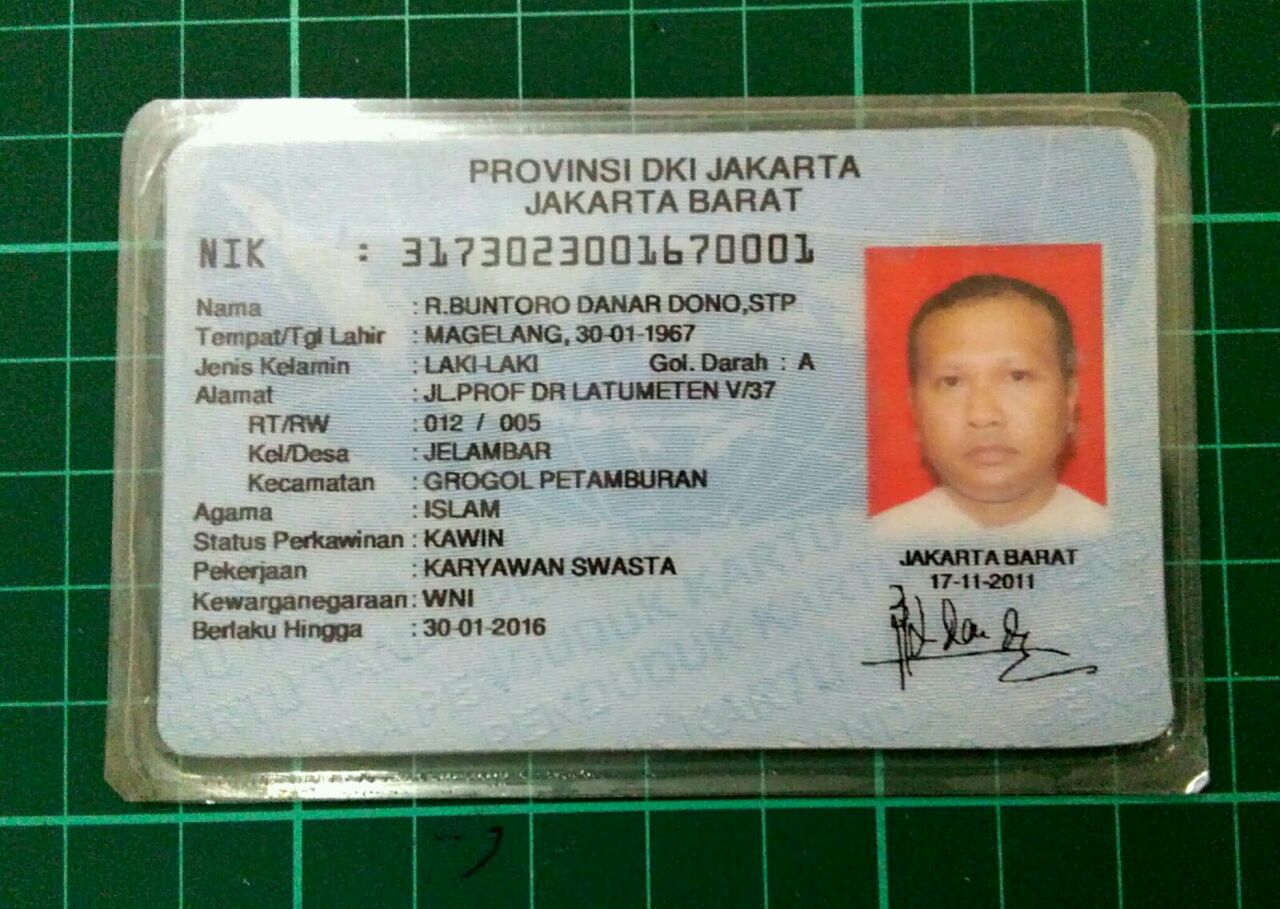 PROVINSI DKI JAKARTA
JAKARTA BARAT
NIK : 3173023001670001
Nama : R.BUNTORO DANAR DONO,STP
Tempat/Tgl Lahir : MAGELANG, 30-01-1967
Jenis Kelamin : LAKI-LAKI Gol. Darah : A
Alamat : JL.PROF DR LATUMETEN V/37
RT/RW : 012 / 005
Kel/Desa : JELAMBAR
Kecamatan : GROGOL PETAMBURAN
Agama : ISLAM
Status Perkawinan : KAWIN
Pekerjaan : KARYAWAN SWASTA
Kewarganegaraan : WNI
Berlaku Hingga : 30-01-2016
JAKARTA BARAT
17-11-2011